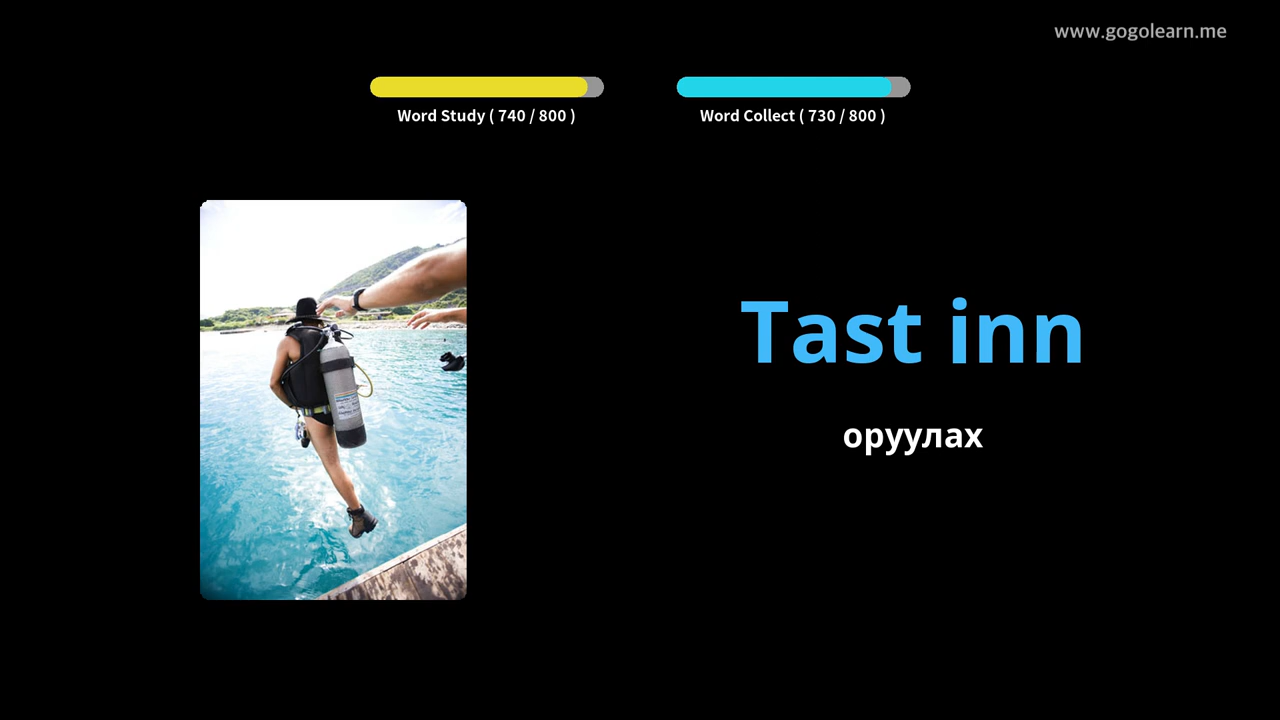 www.gogolearn.me
Word Study ( 740 / 800 )
Word Collect ( 730 / 800 )
Tast inn
оруулах